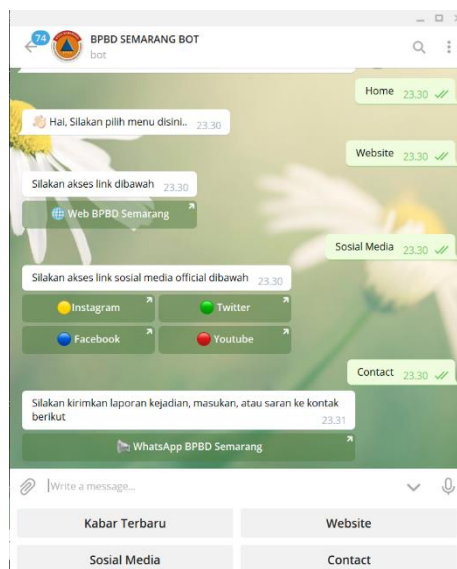 74
BPBD SEMARANG BOT
bot
Home 23.30
Hai, Silakan pilih menu disini.. 23.30
Website 23.30
Silakan akses link dibawah 23.30
Web BPBD Semarang
Sosial Media 23.30
Silakan akses link sosial media official dibawah 23.30
Instagram Twitter
Facebook Youtube
Contact 23.30
Silakan kirimkan laporan kejadian, masukan, atau saran ke kontak
berikut 23.31
WhatsApp BPBD Semarang
Write a message...
Kabar Terbaru Website
Sosial Media Contact